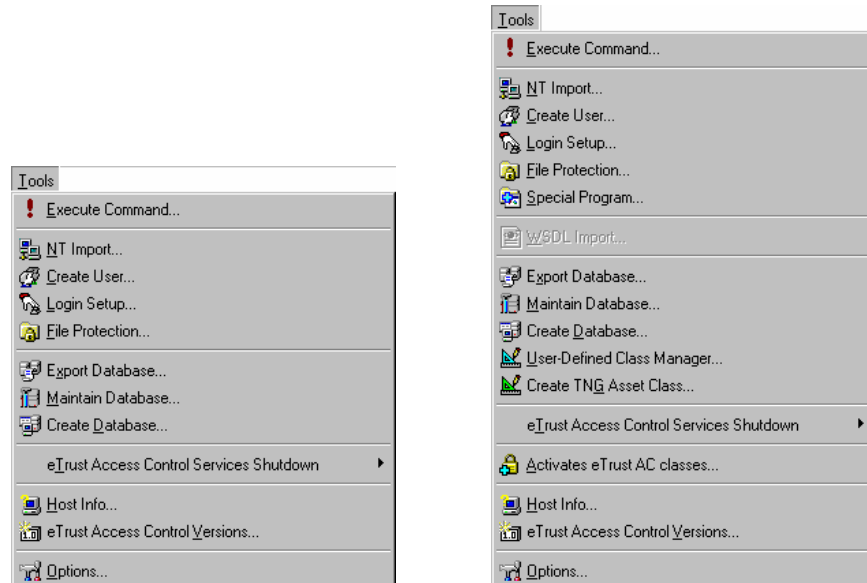 Tools
Execute Command...
NT Import...
Create User...
Login Setup...
File Protection...
Export Database...
Maintain Database...
Create Database...
eTrust Access Control Services Shutdown
Host Info...
eTrust Access Control Versions...
Options...
Tools
Execute Command...
NT Import...
Create User...
Login Setup...
File Protection...
Special Program...
WSDL Import...
Export Database...
Maintain Database...
Create Database...
User-Defined Class Manager...
Create TNG Asset Class...
eTrust Access Control Services Shutdown
Activates eTrust AC classes...
Host Info...
eTrust Access Control Versions...
Options...